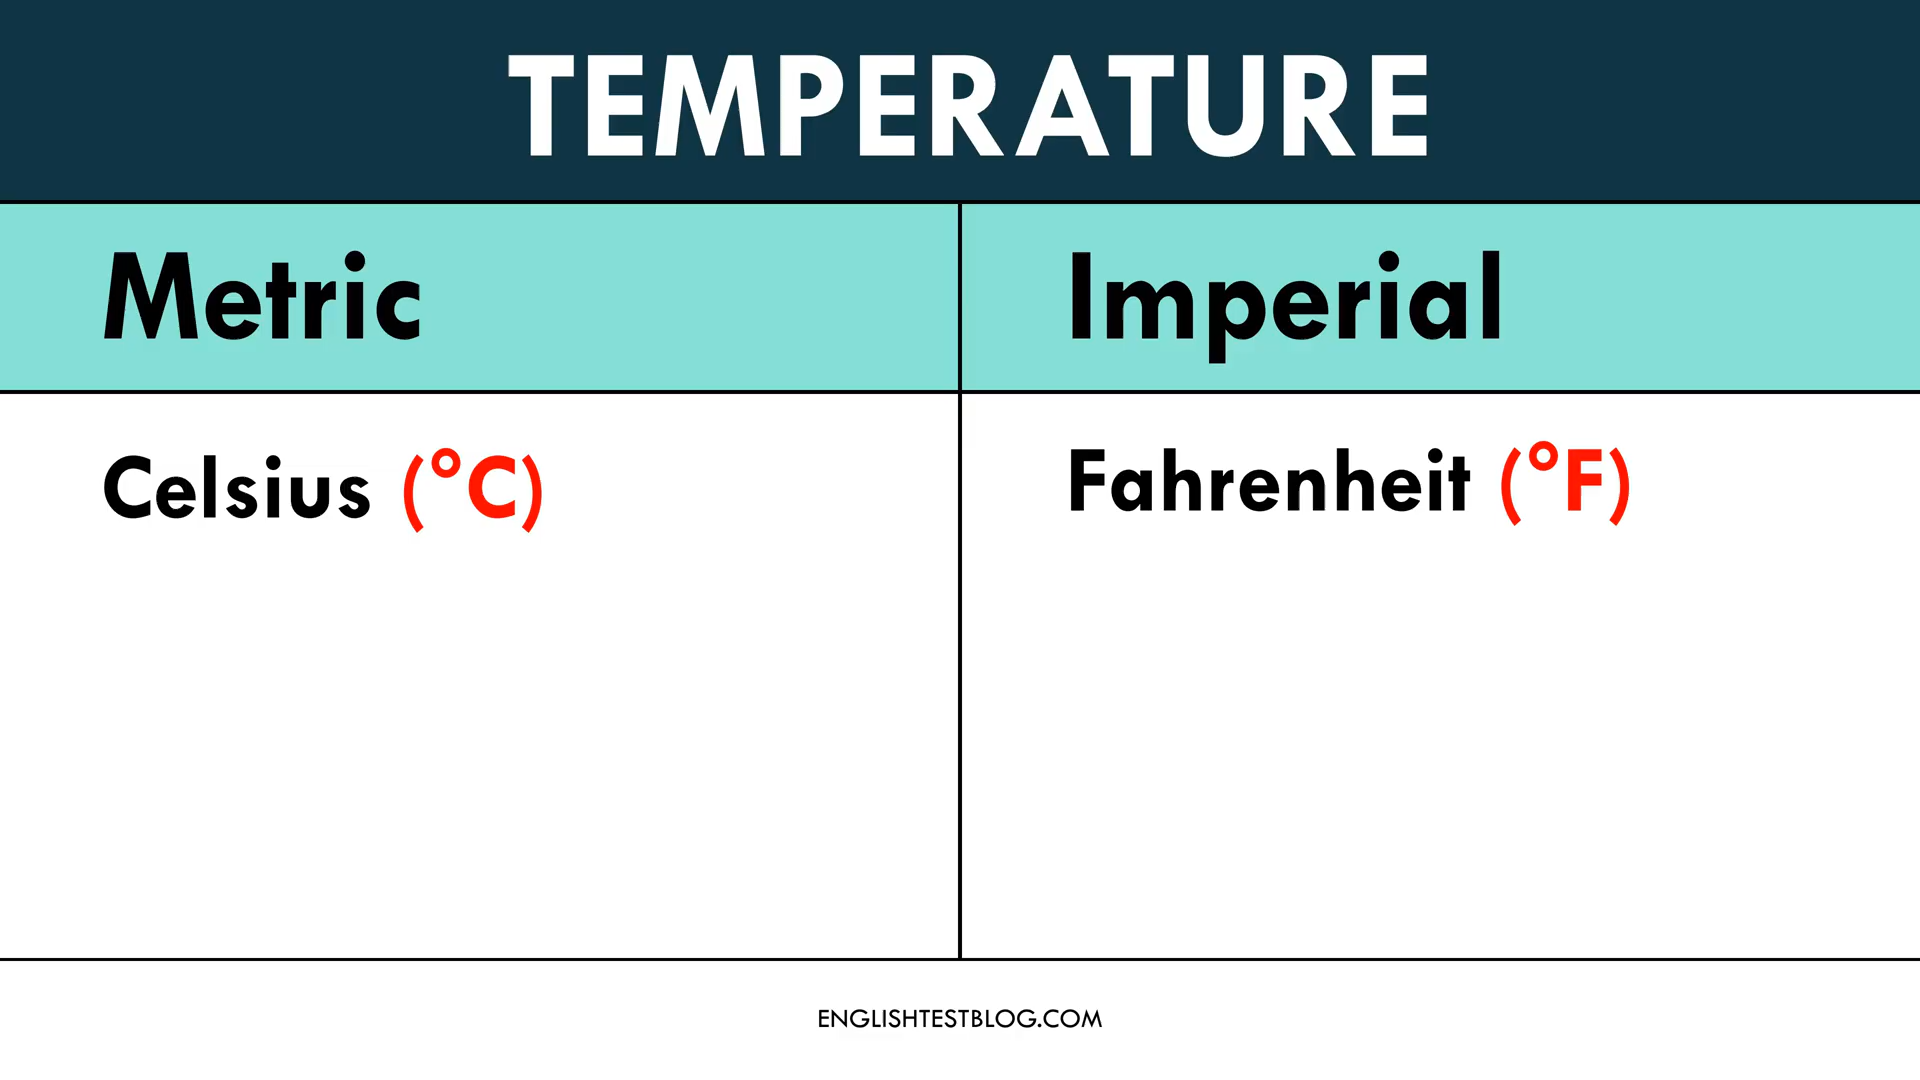 TEMPERATURE
Metric
Imperial
Celsius (°C)
Fahrenheit (°F)
ENGLISHTESTBLOG.COM